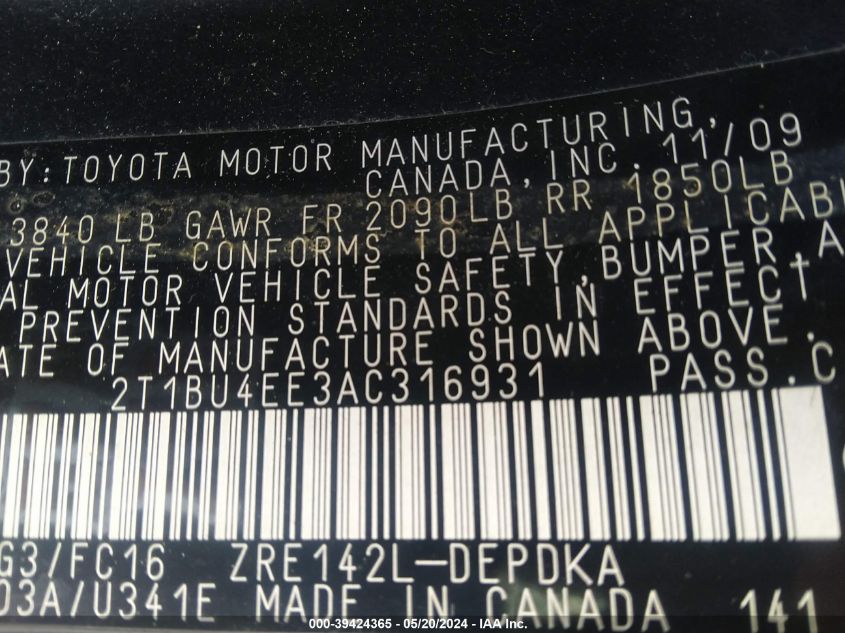 BY: TOYOTA MOTOR MANUFACTURING,
CANADA, INC. 11/09
3840 LB GAWR FR 2090LB RR 1850LB
VEHICLE CONFORMS TO ALL APPLICABL
AL MOTOR VEHICLE SAFETY, BUMPER, A
PREVENTION STANDARDS IN EFFECT
ATE OF MANUFACTURE SHOWN ABOVE.
2T1BU4EE3AC316931 PASS.C
G3/FC16 ZRE142L-DEPDKA
03A/U341E MADE IN CANADA 141
000-39424365 - 05/20/2024 - IAA Inc.